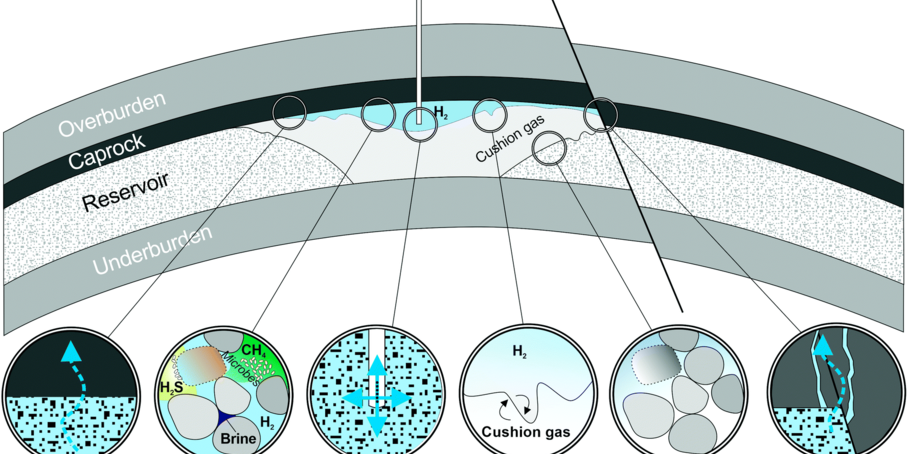 Overburden
Caprock
Reservoir
Underburden
H₂
Cushion gas
CH₄
Microbes
H₂S
H₂
Brine
H₂
Cushion gas